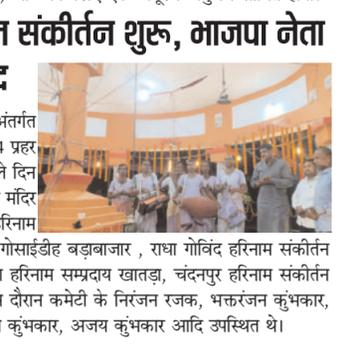 संकीर्तन शुरू, भाजपा नेता
अंतर्गत
प्रहर
दिन
मंदिर
गोसाईडीह बड़ाबाजार , राधा गोविंद हरिनाम संकीर्तन
हरिनाम सम्प्रदाय खातड़ा, चंदनपुर हरिनाम संकीर्तन
दौरान कमेटी के निरंजन रजक, भक्तरंजन कुंभकार,
कुंभकार, अजय कुंभकार आदि उपस्थित थे।